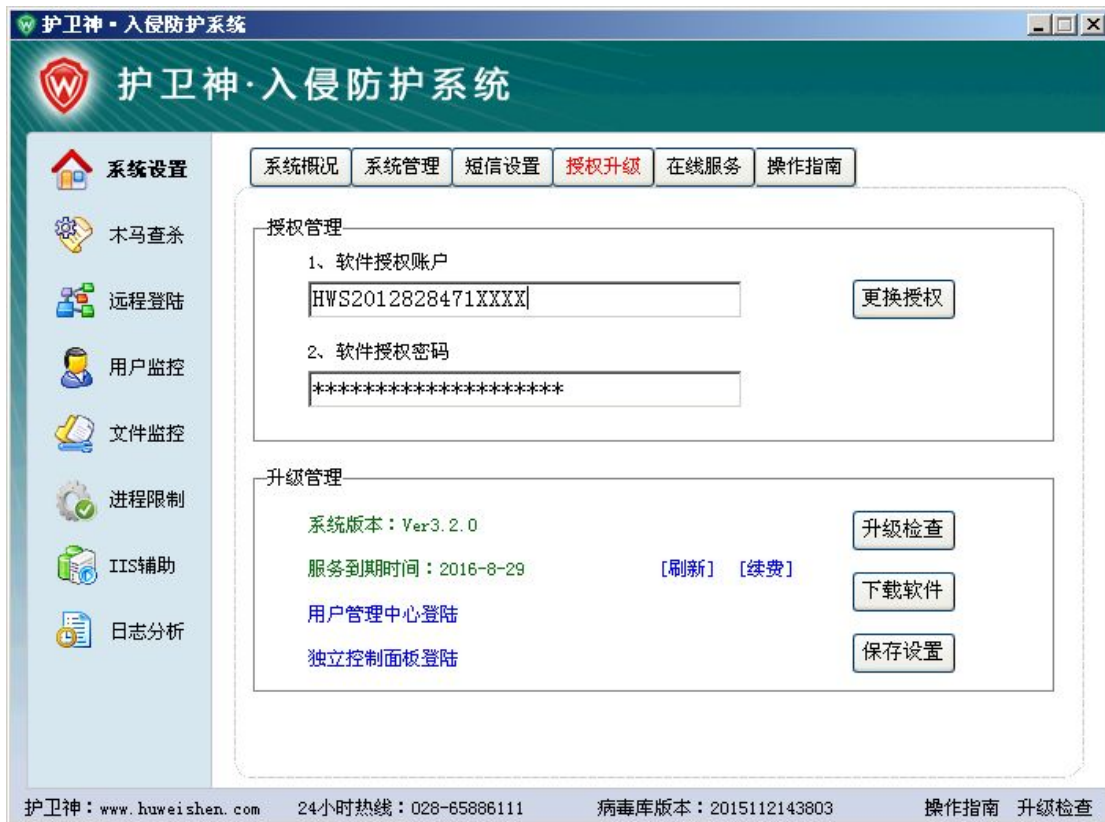 护卫神·入侵防护系统
护卫神·入侵防护系统
系统设置
木马查杀
远程登陆
用户监控
文件监控
进程限制
IIS辅助
日志分析
系统概况 系统管理 短信设置 授权升级 在线服务 操作指南
授权管理
1、软件授权账户
HWS2012828471XXXX
更换授权
2、软件授权密码
********************
升级管理
系统版本：Ver3.2.0
升级检查
服务到期时间：2016-8-29 [刷新] [续费]
下载软件
用户管理中心登陆
独立控制面板登陆
保存设置
护卫神：www.huweishen.com 24小时热线：028-65886111 病毒库版本：2015112143803 操作指南 升级检查